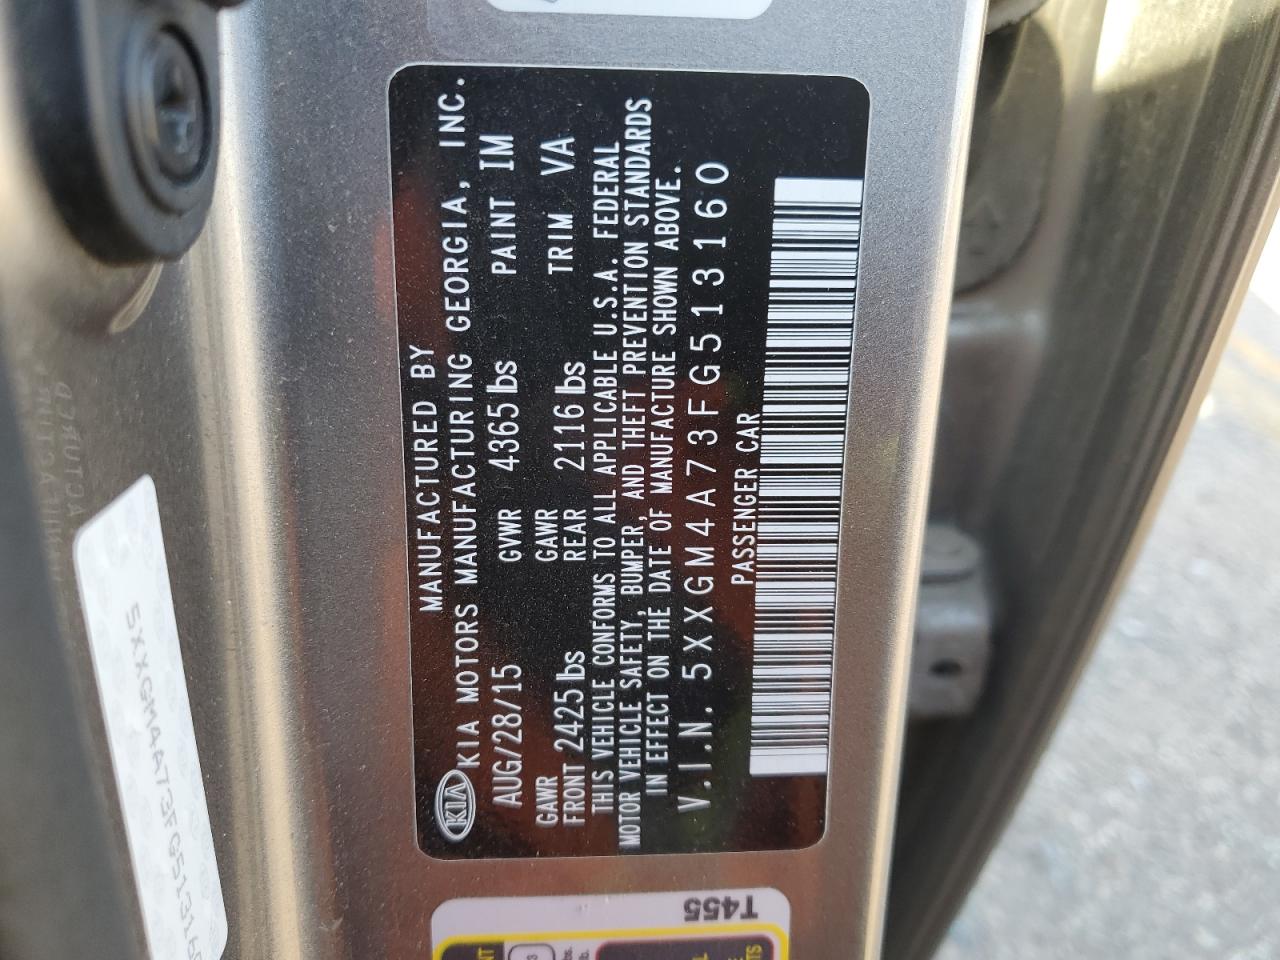 MANUFACTURED BY
KIA KIA MOTORS MANUFACTURING GEORGIA, INC.
AUG/28/15 GVWR 4365 lbs PAINT IM
GAWR FRONT 2425 lbs GAWR REAR 2116 lbs TRIM VA
THIS VEHICLE CONFORMS TO ALL APPLICABLE U.S.A. FEDERAL
MOTOR VEHICLE SAFETY, BUMPER, AND THEFT PREVENTION STANDARDS
IN EFFECT ON THE DATE OF MANUFACTURE SHOWN ABOVE.
V.I.N. 5XXGM4A73FG513160
PASSENGER CAR
5XXGM4A73FG513160
T455